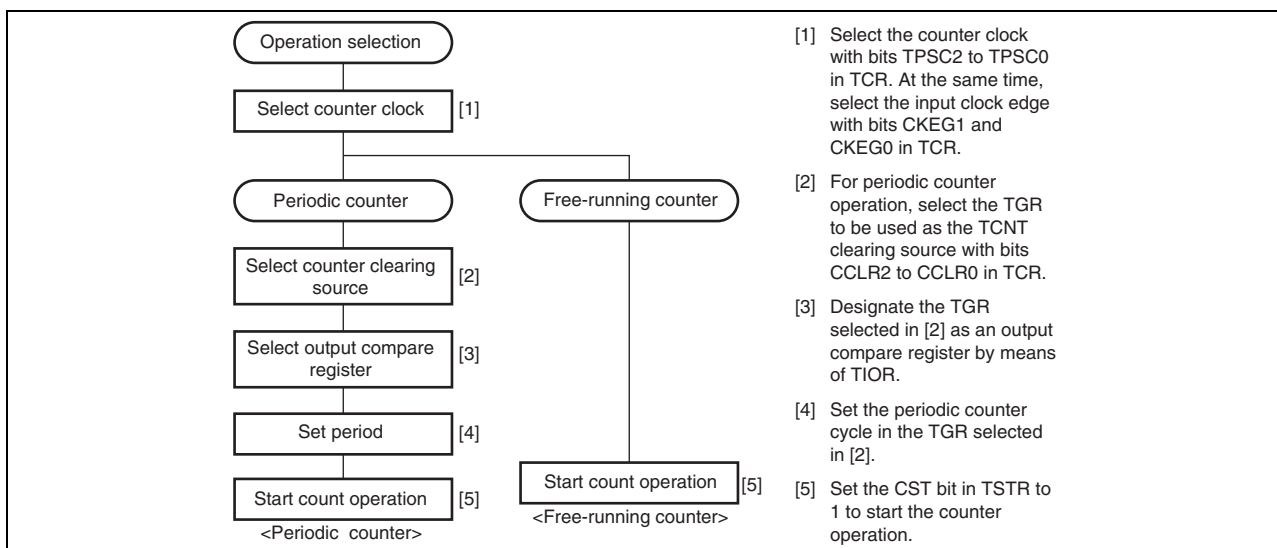 Operation selection
Select counter clock
[1]
Periodic counter
Free-running counter
Select counter clearing
source
[2]
Select output compare
register
[3]
Set period
[4]
Start count operation
[5]
<Periodic counter>
Start count operation
[5]
<Free-running counter>
[1] Select the counter clock
with bits TPSC2 to TPSC0
in TCR. At the same time,
select the input clock edge
with bits CKEG1 and
CKEG0 in TCR.
[2] For periodic counter
operation, select the TGR
to be used as the TCNT
clearing source with bits
CCLR2 to CCLR0 in TCR.
[3] Designate the TGR
selected in [2] as an output
compare register by means
of TIOR.
[4] Set the periodic counter
cycle in the TGR selected
in [2].
[5] Set the CST bit in TSTR to
1 to start the counter
operation.